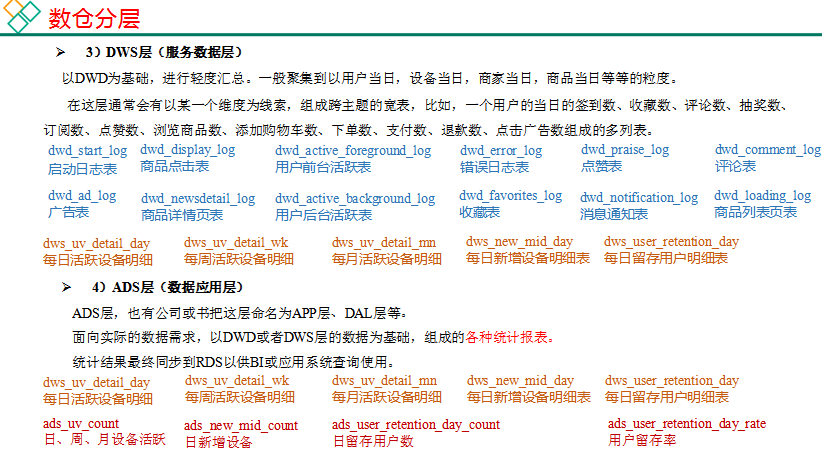 数仓分层
3）DWS层（服务数据层）
以DWD为基础，进行轻度汇总。一般聚集到以用户当日，设备当日，商家当日，商品当日等等的粒度。
在这层通常会有以某一个维度为线索，组成跨主题的宽表，比如，一个用户的当日的签到数、收藏数、评论数、抽奖数、
订阅数、点赞数、浏览商品数、添加购物车数、下单数、支付数、退款数、点击广告数组成的多列表。
dwd_start_log dwd_display_log dwd_active_foreground_log dwd_error_log dwd_praise_log dwd_comment_log
启动日志表 商品点击表 用户前台活跃表 错误日志表 点赞表 评论表
dwd_ad_log dwd_newsdetail_log dwd_active_background_log dwd_favorites_log dwd_notification_log dwd_loading_log
广告表 商品详情页表 用户后台活跃表 收藏表 消息通知表 商品列表页表
dws_uv_detail_day dws_uv_detail_wk dws_uv_detail_mn dws_new_mid_day dws_user_retention_day
每日活跃设备明细 每周活跃设备明细 每月活跃设备明细 每日新增设备明细表 每日留存用户明细表
4）ADS层（数据应用层）
ADS层，也有公司或书把这层命名为APP层、DAL层等。
面向实际的数据需求，以DWD或者DWS层的数据为基础，组成的各种统计报表。
统计结果最终同步到RDS以供BI或应用系统查询使用。
dws_uv_detail_day dws_uv_detail_wk dws_uv_detail_mn dws_new_mid_day dws_user_retention_day
每日活跃设备明细 每周活跃设备明细 每月活跃设备明细 每日新增设备明细表 每日留存用户明细表
ads_uv_count ads_new_mid_count ads_user_retention_day_count ads_user_retention_day_rate
日、周、月设备活跃 日新增设备 日留存用户数 用户留存率